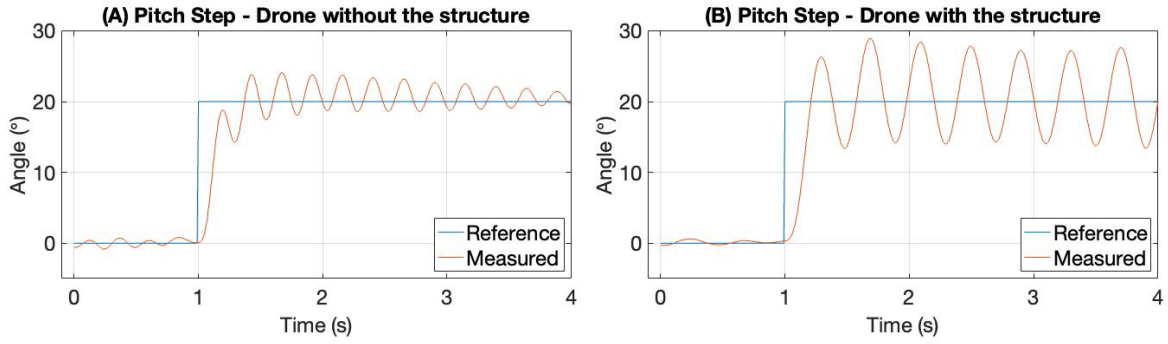 (A) Pitch Step - Drone without the structure
30
20
10
0
Angle (°)
0 1 2 3 4
Time (s)
Reference
Measured
(B) Pitch Step - Drone with the structure
30
20
10
0
Angle (°)
0 1 2 3 4
Time (s)
Reference
Measured